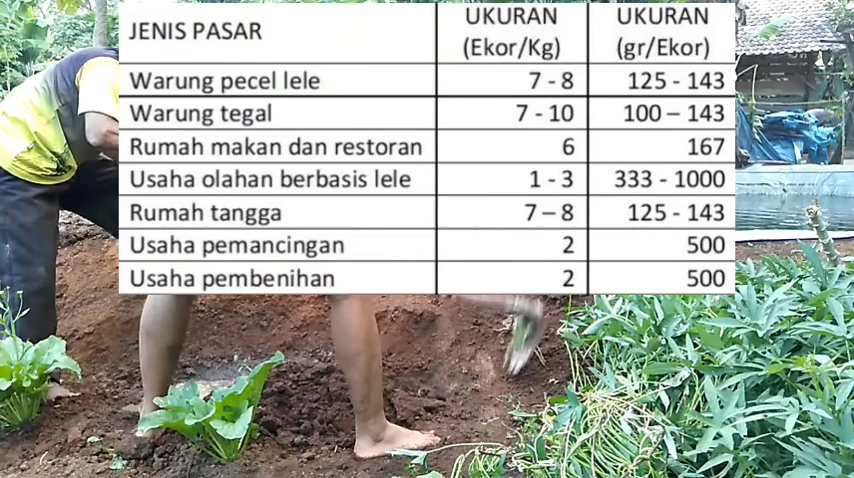 JENIS PASAR UKURAN (Ekor/Kg) UKURAN (gr/Ekor)
Warung pecel lele 7 - 8 125 - 143
Warung tegal 7 - 10 100 – 143
Rumah makan dan restoran 6 167
Usaha olahan berbasis lele 1 - 3 333 - 1000
Rumah tangga 7 – 8 125 - 143
Usaha pemancingan 2 500
Usaha pembenihan 2 500